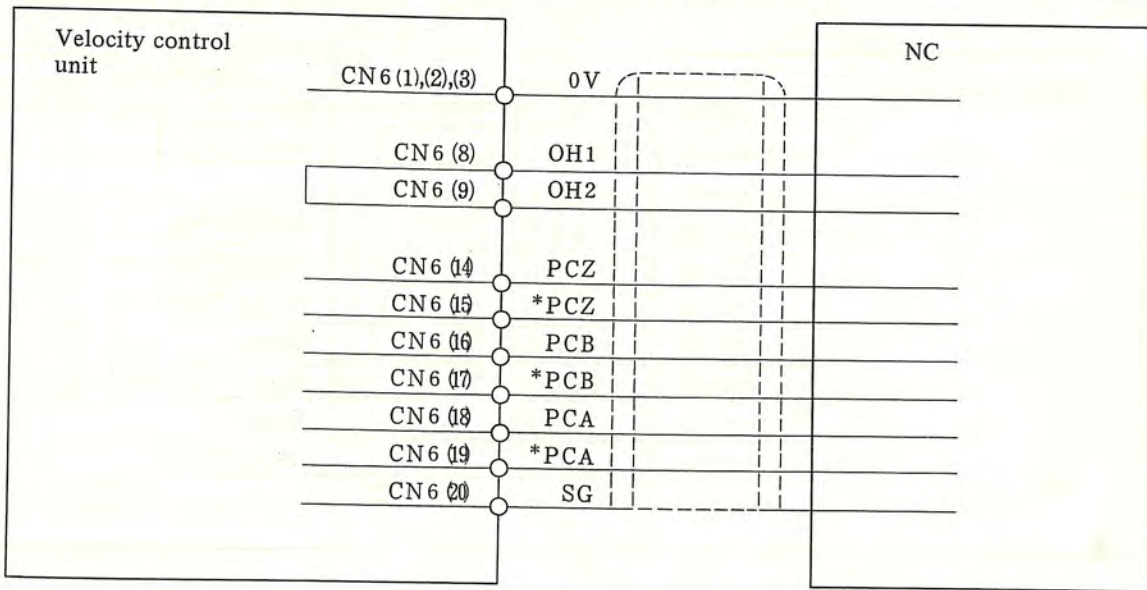 Velocity control
unit
NC
CN6 (1),(2),(3) 0V
CN6 (8) OH1
CN6 (9) OH2
CN6 (14) PCZ
CN6 (15) *PCZ
CN6 (16) PCB
CN6 (17) *PCB
CN6 (18) PCA
CN6 (19) *PCA
CN6 (20) SG